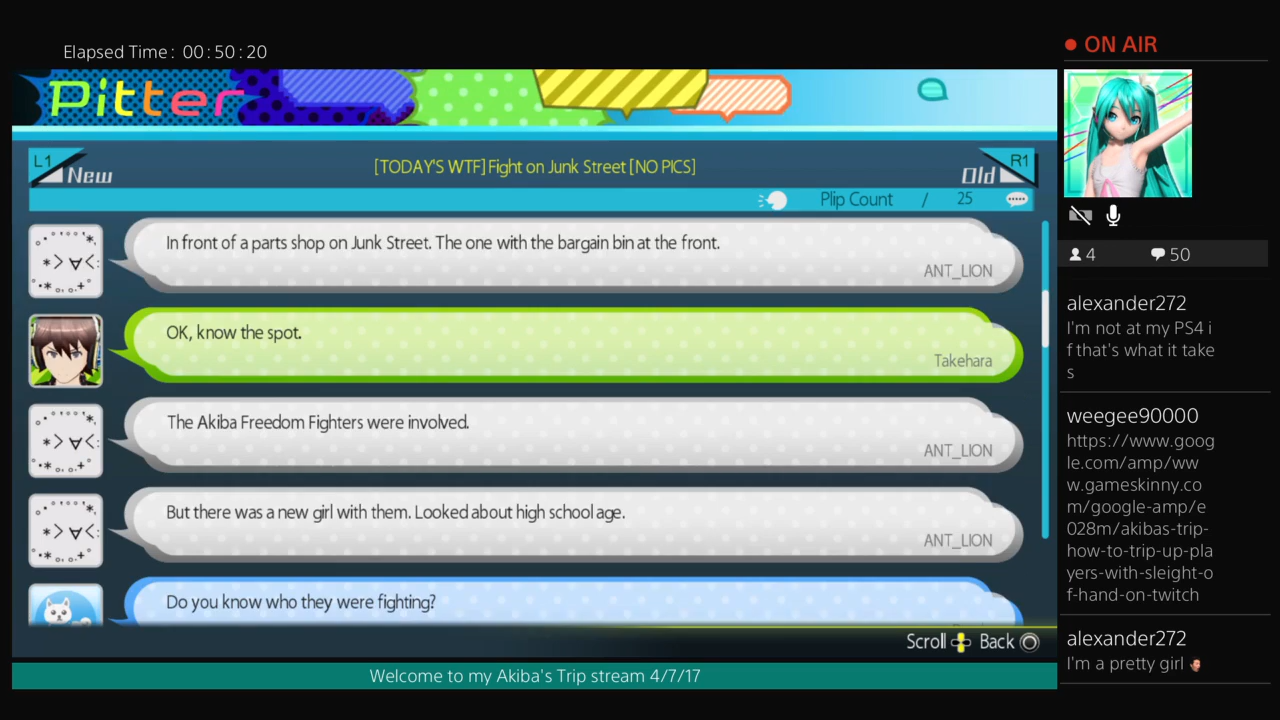 Elapsed Time: 00:50:20
ON AIR
Pitter
L1
New
[TODAY'S WTF]Fight on Junk Street [NO PICS]
R1
Old
Plip Count / 25
In front of a parts shop on Junk Street. The one with the bargain bin at the front.
ANT_LION
OK, know the spot.
Takehara
The Akiba Freedom Fighters were involved.
ANT_LION
But there was a new girl with them. Looked about high school age.
ANT_LION
Do you know who they were fighting?
Scroll Back
Welcome to my Akiba's Trip stream 4/7/17
4 50
alexander272
I'm not at my PS4 i
f that's what it take
s
weegee90000
https://www.goog
le.com/amp/ww
w.gameskinny.co
m/google-amp/e
028m/akibas-trip-
how-to-trip-up-pla
yers-with-sleight-o
f-hand-on-twitch
alexander272
I'm a pretty girl